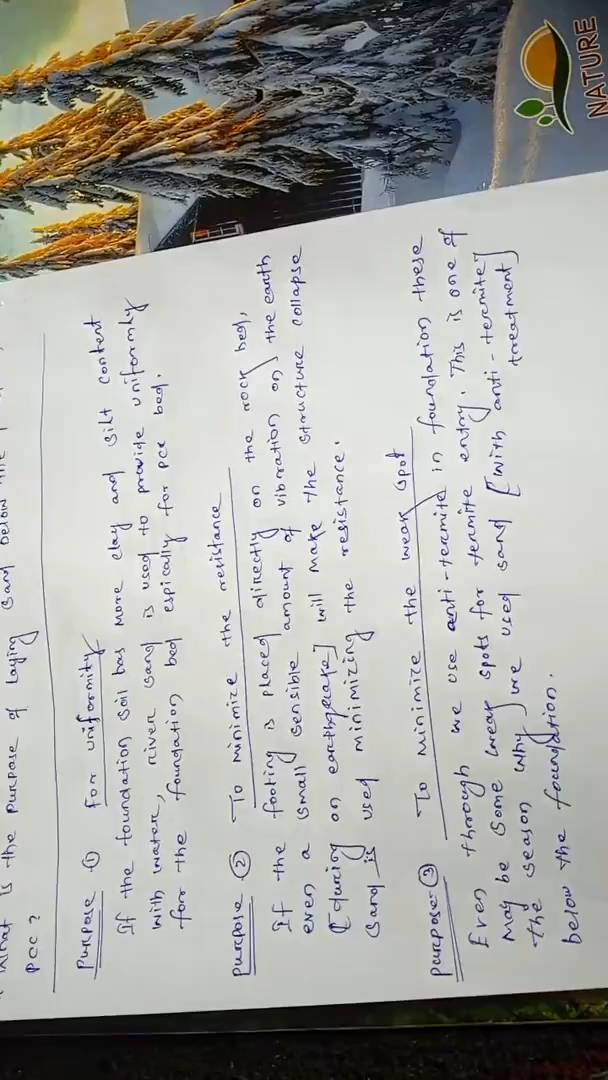 What is the purpose of laying sand below the
PCC?
Purpose ① For uniformity
If the foundation soil has more clay and silt content
with water, river sand is used to provide uniformly
for the foundation bed espically for PCC bed.
Purpose ② To minimize the resistance
If the footing is placed directly on the rock bed,
even a small sensible amount of vibration on the earth
[during on earthquake] will make the structure collapse
Sand is used minimizing the resistance.
purpose-③ To minimize the weak spot
Even through we use anti-termite in foundation these
may be some weak spots for termite entry. This is one of
the season why we used sand [with anti-termite]
treatment]
below the foundation.
NATURE